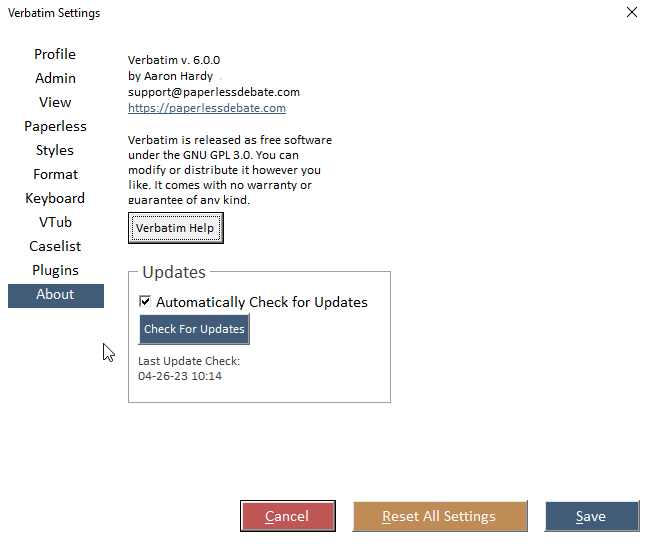 Verbatim Settings
Profile
Admin
View
Paperless
Styles
Format
Keyboard
VTub
Caselist
Plugins
About
Verbatim v. 6.0.0
by Aaron Hardy
support@paperlessdebate.com
https://paperlessdebate.com
Verbatim is released as free software
under the GNU GPL 3.0. You can
modify or distribute it however you
like. It comes with no warranty or
guarantee of any kind.
Verbatim Help
Updates
Automatically Check for Updates
Check For Updates
Last Update Check:
04-26-23 10:14
Cancel
Reset All Settings
Save